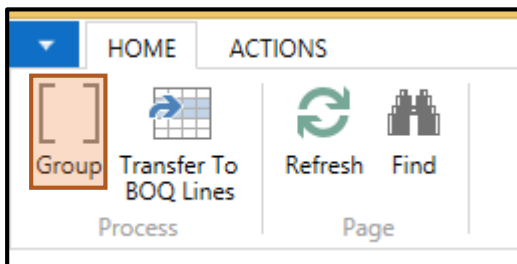 HOME ACTIONS
Group Transfer To BOQ Lines Refresh Find
Process Page